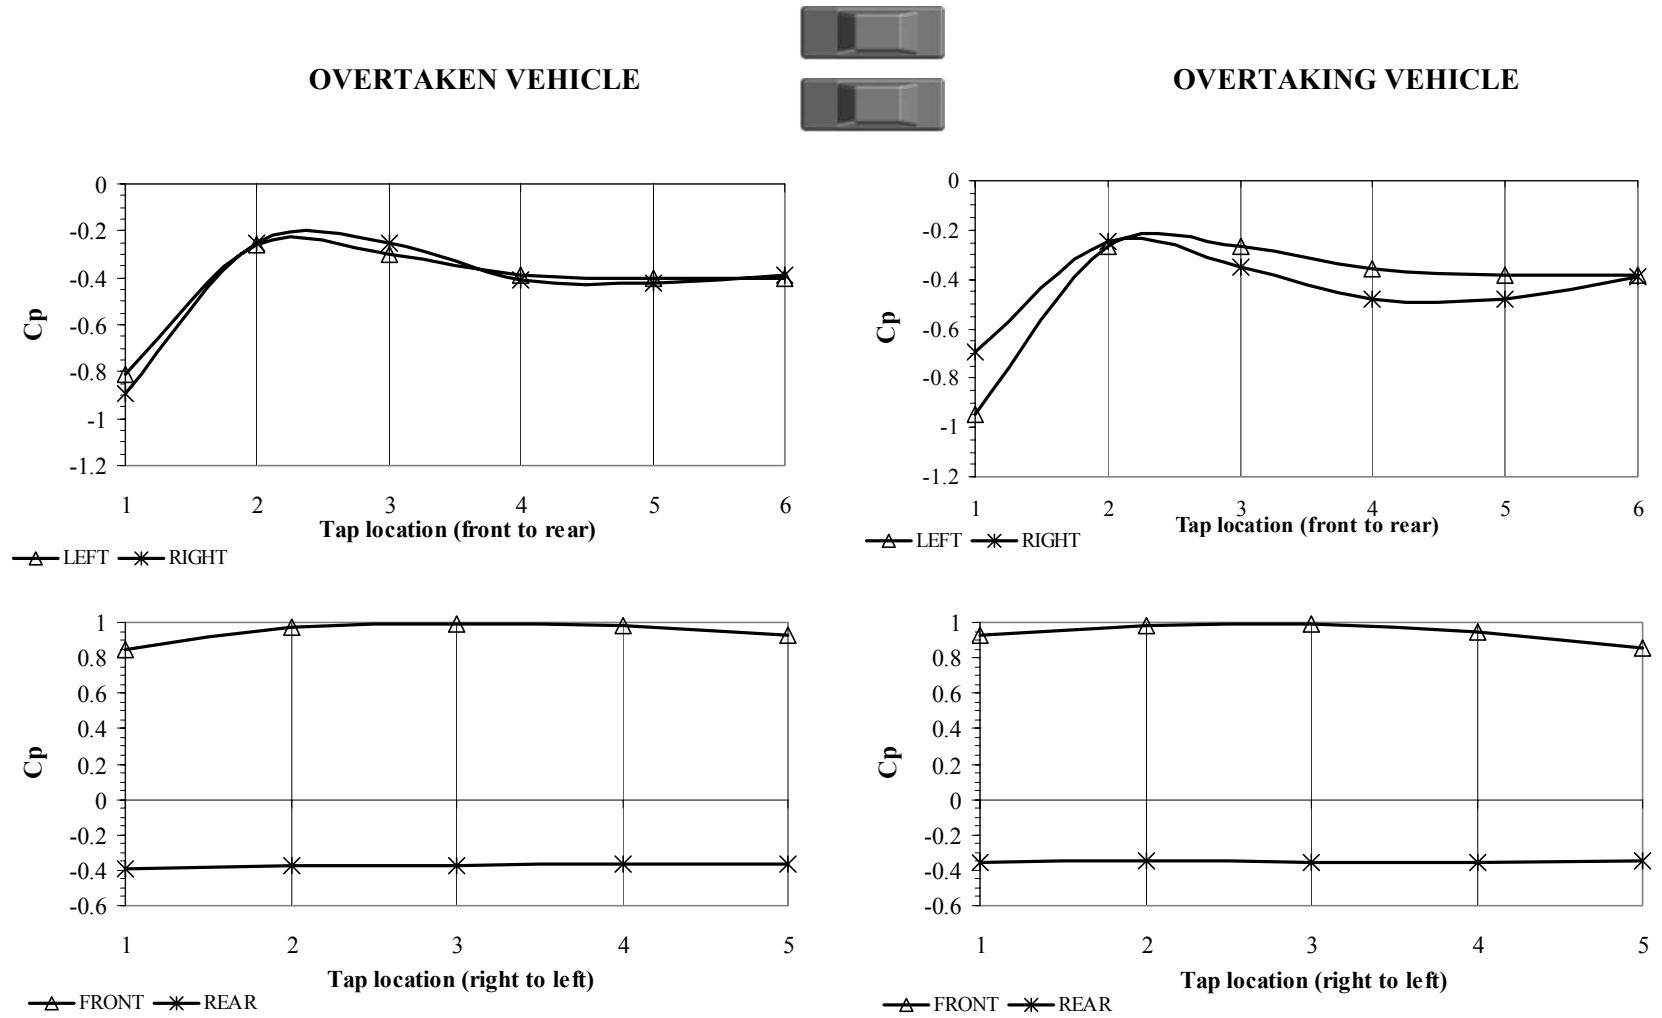 OVERTAKEN VEHICLE
OVERTAKING VEHICLE
0
-0.2
-0.4
-0.6
-0.8
-1
-1.2
Cp
1 2 3 4 5 6
Tap location (front to rear)
LEFT RIGHT
0
-0.2
-0.4
-0.6
-0.8
-1
-1.2
Cp
1 2 3 4 5 6
Tap location (front to rear)
LEFT RIGHT
1
0.8
0.6
0.4
0.2
0
-0.2
-0.4
-0.6
Cp
1 2 3 4 5
Tap location (right to left)
FRONT REAR
1
0.8
0.6
0.4
0.2
0
-0.2
-0.4
-0.6
Cp
1 2 3 4 5
Tap location (right to left)
FRONT REAR